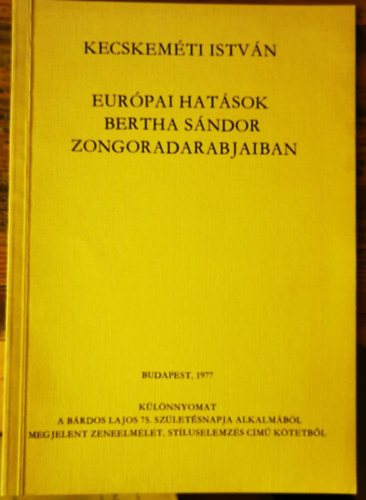 KECSKEMÉTI ISTVÁN
EURÓPAI HATÁSOK
BERTHA SÁNDOR
ZONGORADARABJAIBAN
BUDAPEST, 1977
KÜLÖNNYOMAT
A BÁRDOS LAJOS 75. SZÜLETÉSNAPJA ALKALMÁBÓL
MEGJELENT ZENEELMÉLET, STÍLUSELEMZÉS CÍMŰ KÖTETBŐL